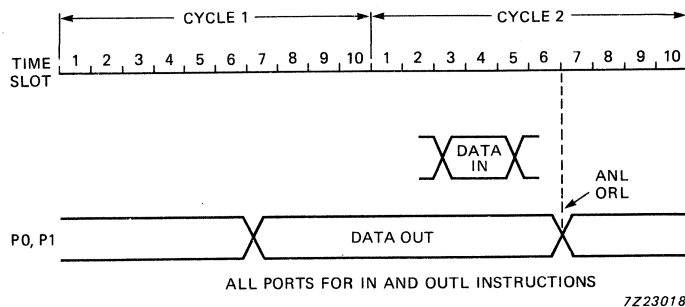 CYCLE 1 CYCLE 2
TIME SLOT 1 2 3 4 5 6 7 8 9 10 1 2 3 4 5 6 7 8 9 10
DATA IN
ANL
ORL
P0, P1 DATA OUT
ALL PORTS FOR IN AND OUTL INSTRUCTIONS
7Z23018